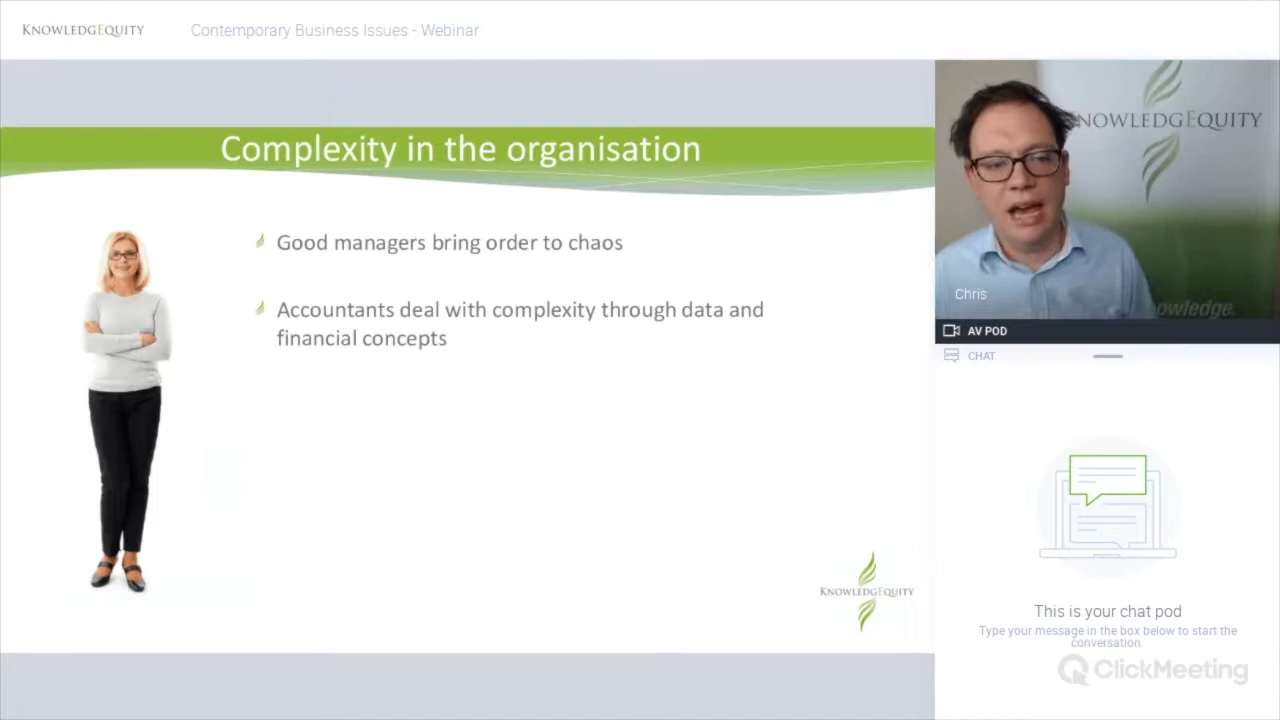 KNOWLEDGEQUITY
Contemporary Business Issues - Webinar
Complexity in the organisation
Good managers bring order to chaos
Accountants deal with complexity through data and
financial concepts
KNOWLEDGEQUITY
KNOWLEDGEQUITY
owledge.
Chris
AV POD
CHAT
This is your chat pod
Type your message in the box below to start the
conversation.
ClickMeeting